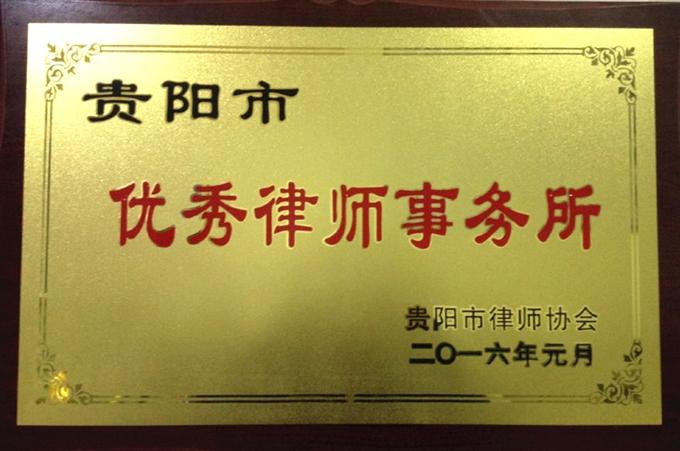 贵阳市
优秀律师事务所
贵阳市律师协会
二〇一六年元月